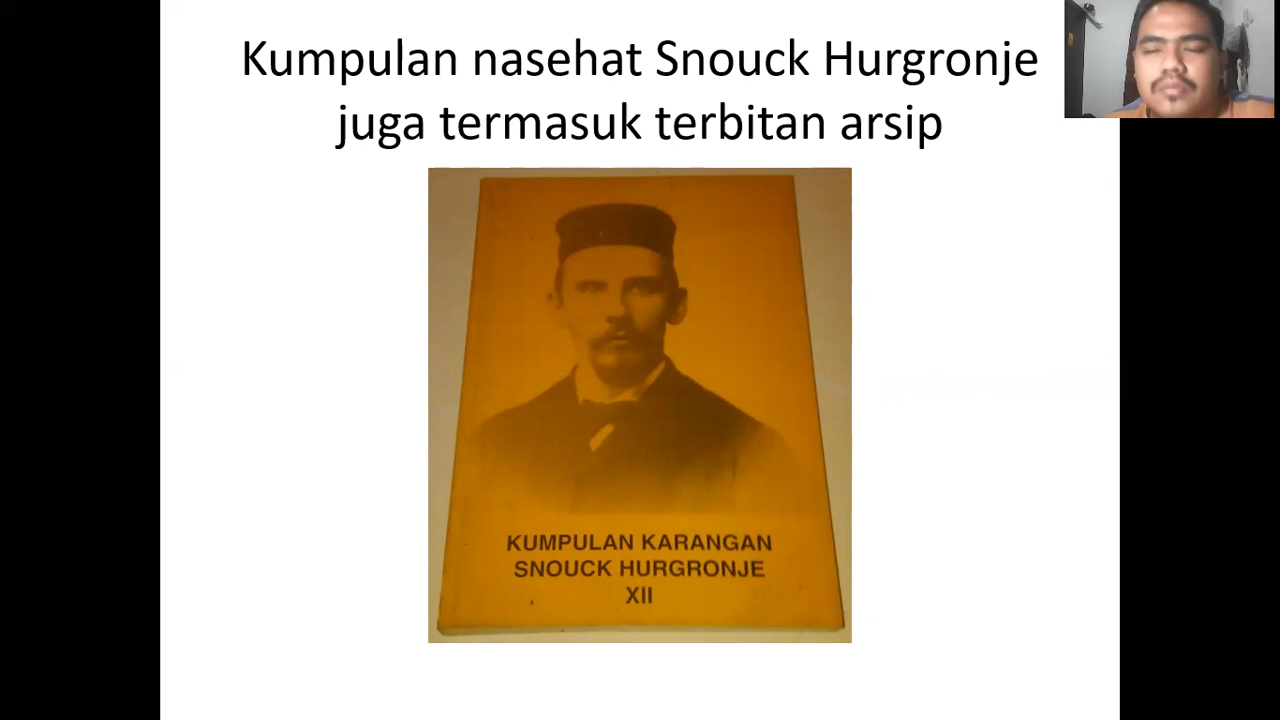 Kumpulan nasehat Snouck Hurgronje
juga termasuk terbitan arsip
KUMPULAN KARANGAN
SNOUCK HURGRONJE
XII